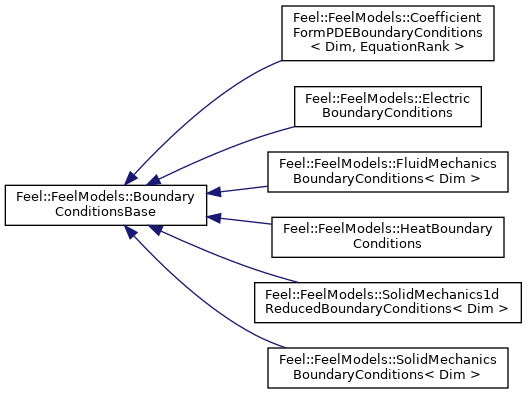 Feel::FeelModels::Coefficient
FormPDEBoundaryConditions
< Dim, EquationRank >
Feel::FeelModels::Electric
BoundaryConditions
Feel::FeelModels::FluidMechanics
BoundaryConditions< Dim >
Feel::FeelModels::Boundary
ConditionsBase
Feel::FeelModels::HeatBoundary
Conditions
Feel::FeelModels::SolidMechanics1d
ReducedBoundaryConditions< Dim >
Feel::FeelModels::SolidMechanics
BoundaryConditions< Dim >